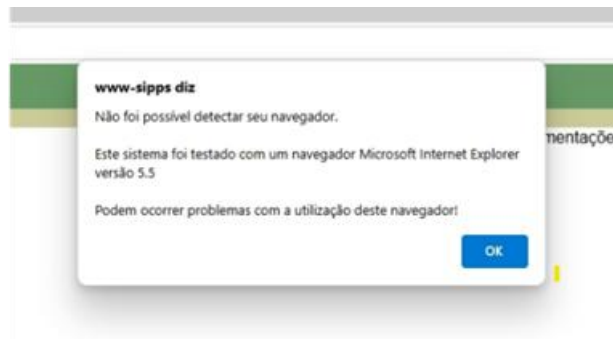 www-sipps diz
Não foi possível detectar seu navegador.
Este sistema foi testado com um navegador Microsoft Internet Explorer
versão 5.5
Podem ocorrer problemas com a utilização deste navegador!
OK